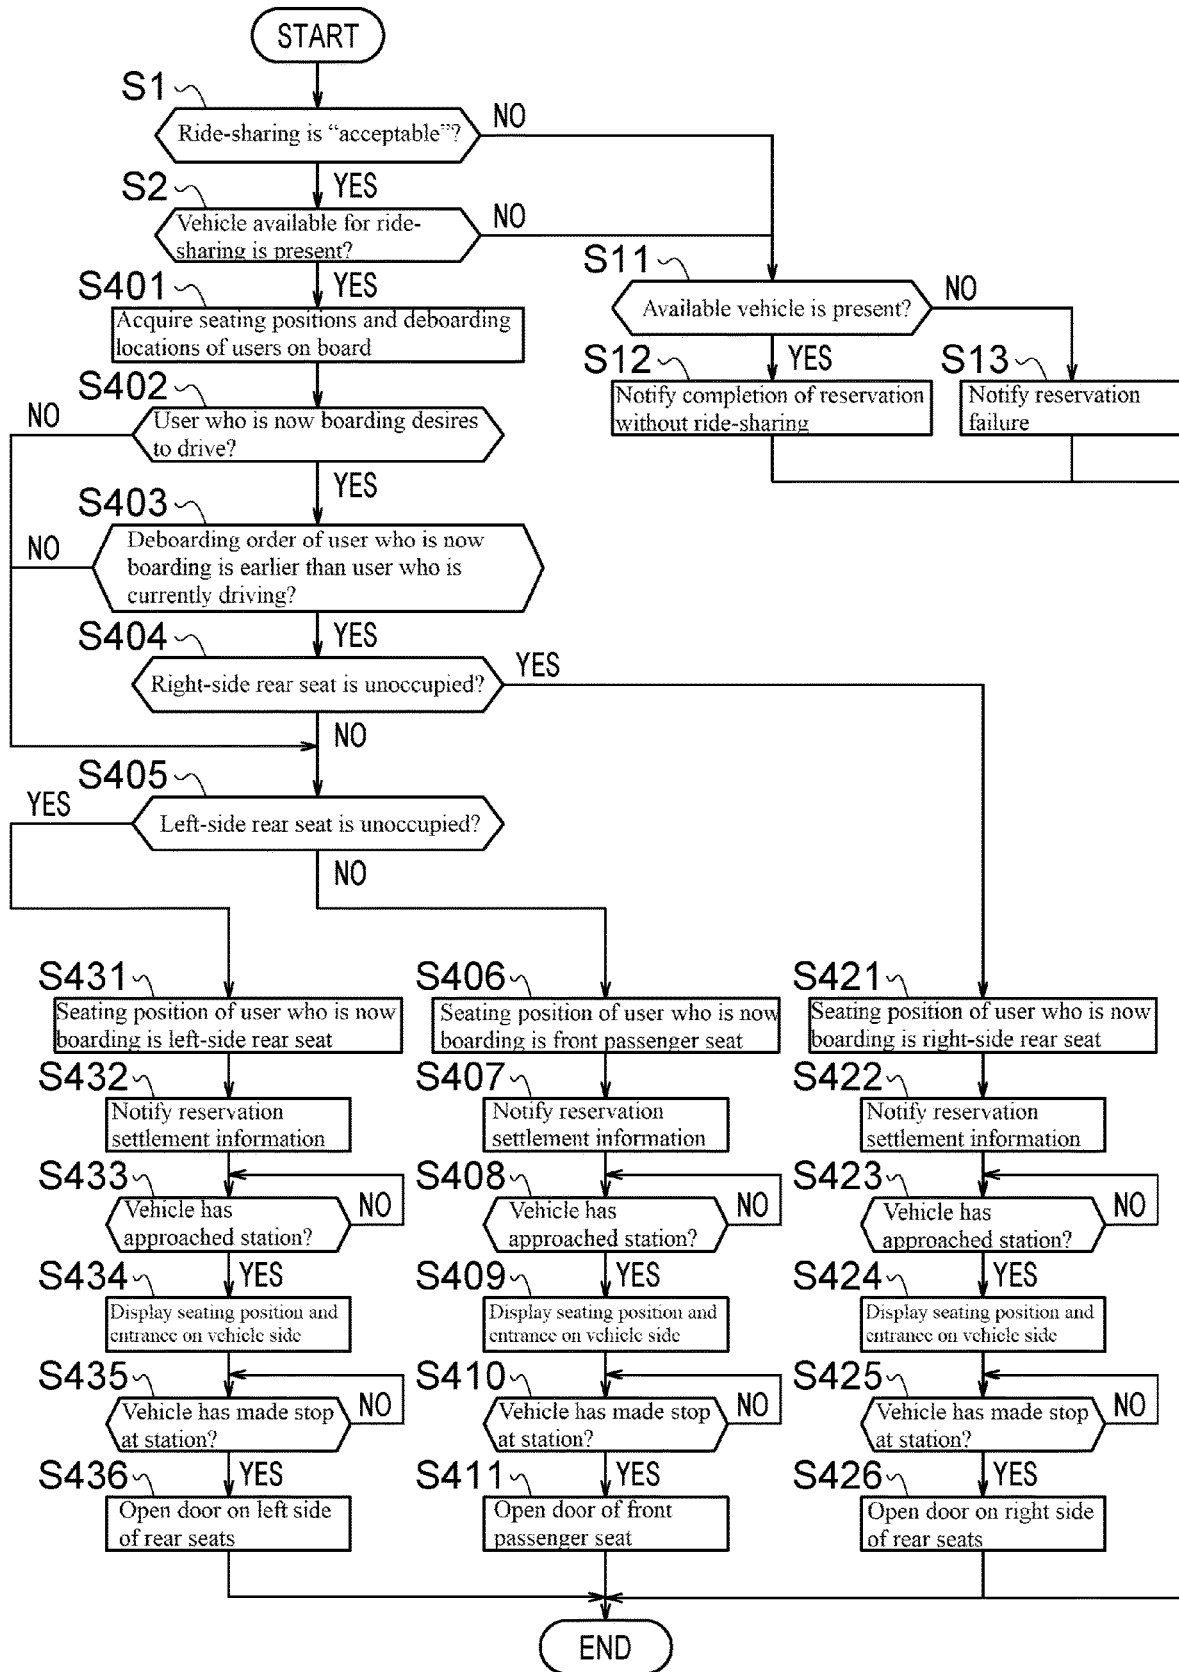 START
S1
Ride-sharing is “acceptable”?
NO
YES
S2
Vehicle available for ride-
sharing is present?
NO
YES
S11
Available vehicle is present?
NO
YES
S12
Notify completion of reservation
without ride-sharing
S13
Notify reservation
failure
S401
Acquire seating positions and deboarding
locations of users on board
S402
User who is now boarding desires
to drive?
NO
YES
S403
Deboarding order of user who is now
boarding is earlier than user who is
currently driving?
NO
YES
S404
Right-side rear seat is unoccupied?
YES
NO
S405
Left-side rear seat is unoccupied?
YES
NO
S431
Seating position of user who is now
boarding is left-side rear seat
S432
Notify reservation
settlement information
S433
Vehicle has
approached station?
NO
YES
S434
Display seating position and
entrance on vehicle side
S435
Vehicle has made stop
at station?
NO
YES
S436
Open door on left side
of rear seats
S406
Seating position of user who is now
boarding is front passenger seat
S407
Notify reservation
settlement information
S408
Vehicle has
approached station?
NO
YES
S409
Display seating position and
entrance on vehicle side
S410
Vehicle has made stop
at station?
NO
YES
S411
Open door of front
passenger seat
S421
Seating position of user who is now
boarding is right-side rear seat
S422
Notify reservation
settlement information
S423
Vehicle has
approached station?
NO
YES
S424
Display seating position and
entrance on vehicle side
S425
Vehicle has made stop
at station?
NO
YES
S426
Open door on right side
of rear seats
END